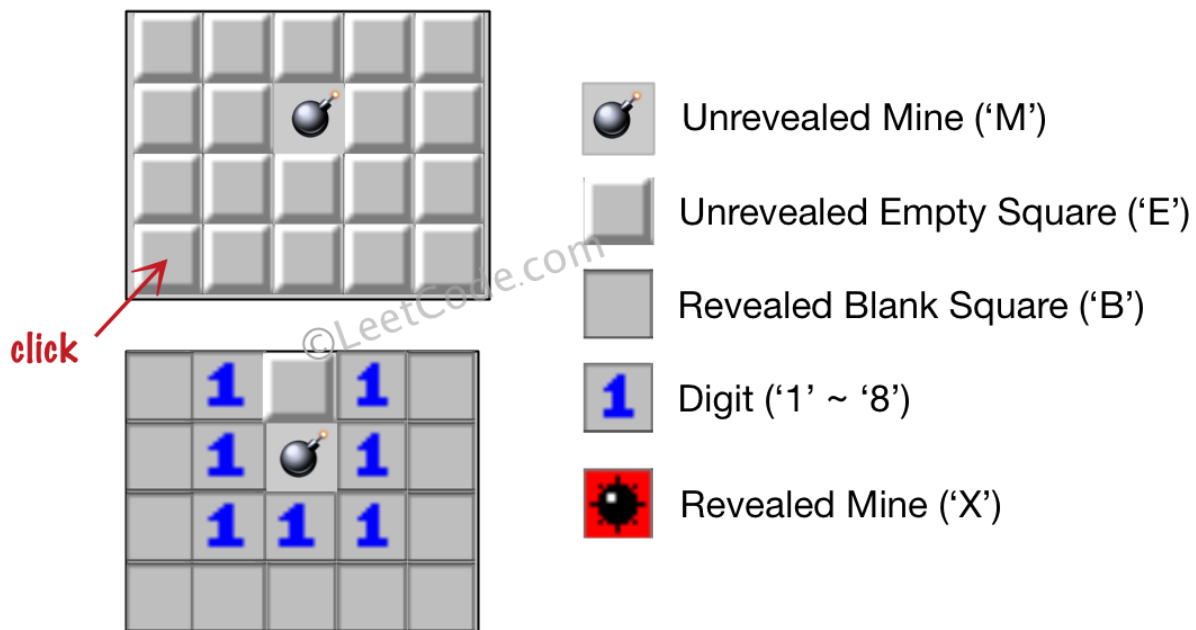 Unrevealed Mine (‘M’)
Unrevealed Empty Square (‘E’)
Revealed Blank Square (‘B’)
Digit (‘1’ ~ ‘8’)
Revealed Mine (‘X’)
click
©LeetCode.com
1 1
1 1
1 1 1
1